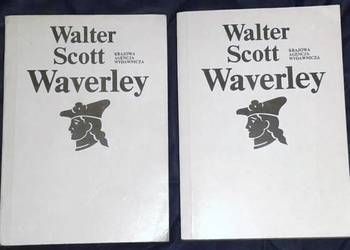 Walter
Scott
KRAJOWA
AGENCJA
WYDAWNICZA
Waverley
Walter
Scott
KRAJOWA
AGENCJA
WYDAWNICZA
Waverley